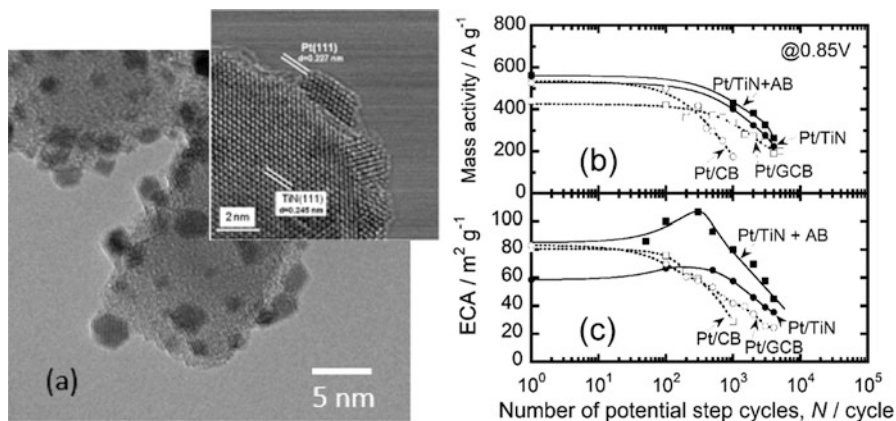 Pt(111)
d=0.227 nm
TiN(111)
d=0.245 nm
2 nm
(a)
5 nm
Mass activity / A g⁻¹
800
600
400
200
0
@0.85V
Pt/TiN+AB
Pt/TiN
Pt/CB
Pt/GCB
(b)
ECA / m² g⁻¹
100
80
60
40
20
0
Pt/TiN + AB
Pt/TiN
Pt/CB
Pt/GCB
(c)
10⁰ 10¹ 10² 10³ 10⁴ 10⁵
Number of potential step cycles, N / cycle